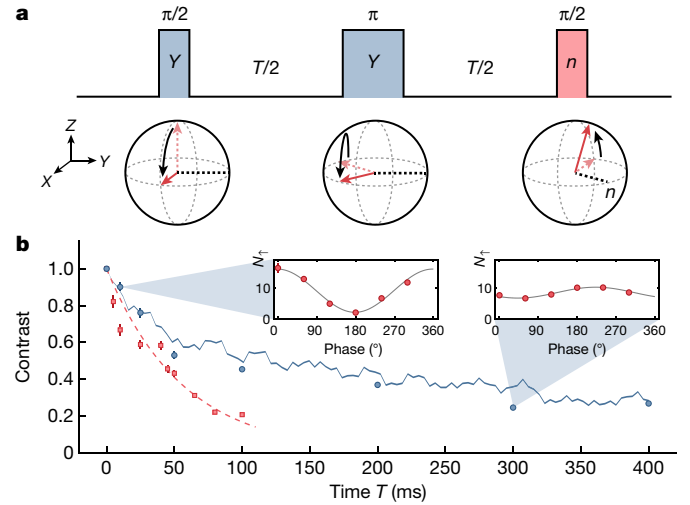 a
π/2 π π/2
Y T/2 Y T/2 n
Z
Y
X
n
b
1.0
0.8
0.6
0.4
0.2
0
Contrast
0 50 100 150 200 250 300 350 400
Time T (ms)
N←
10
0
0 90 180 270 360
Phase (°)
N←
10
0
0 90 180 270 360
Phase (°)